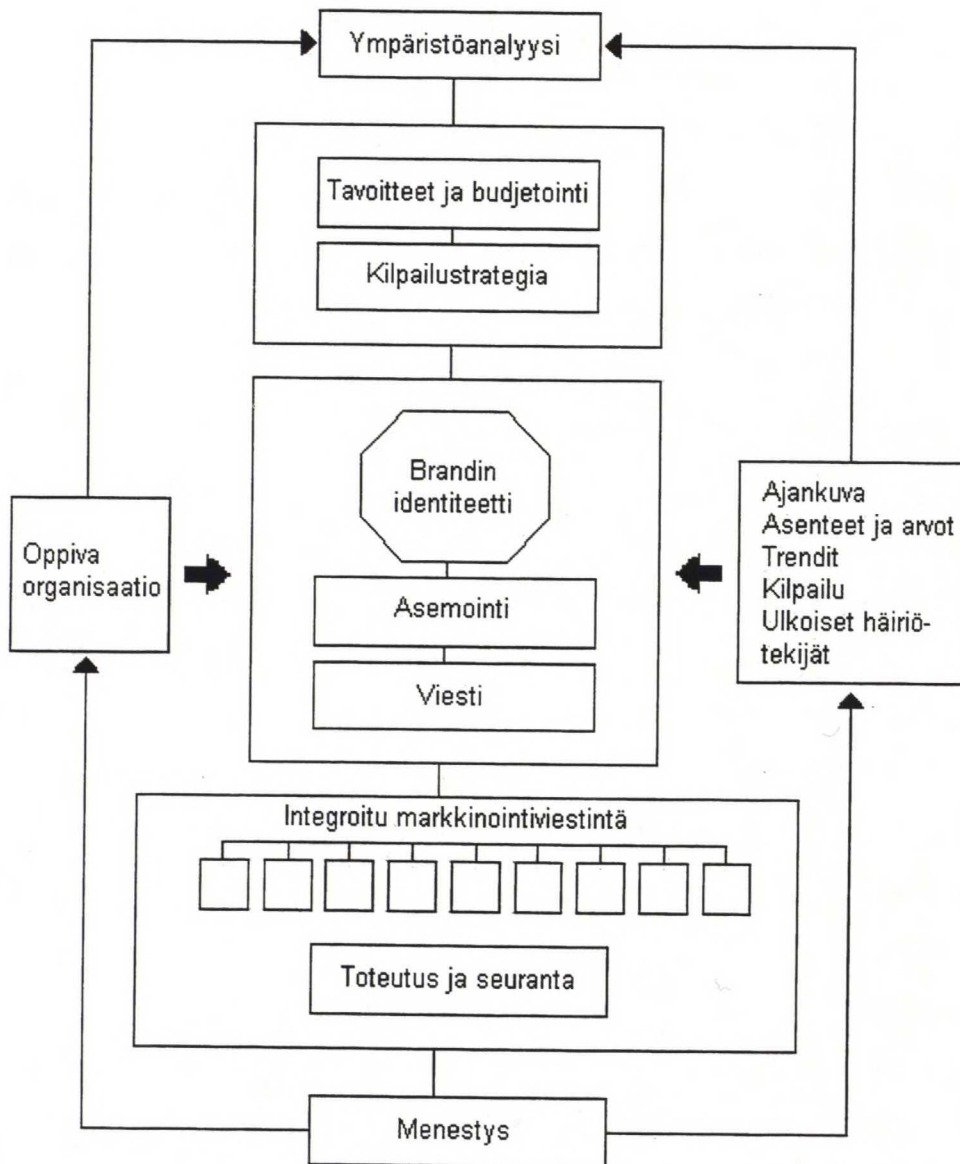 Ympäristöanalyysi
Tavoitteet ja budjetointi
Kilpailustrategia
Brandin
identiteetti
Asemointi
Viesti
Oppiva
organisaatio
Ajankuva
Asenteet ja arvot
Trendit
Kilpailu
Ulkoiset häiriö-
tekijät
Integroitu markkinointiviestintä
Toteutus ja seuranta
Menestys